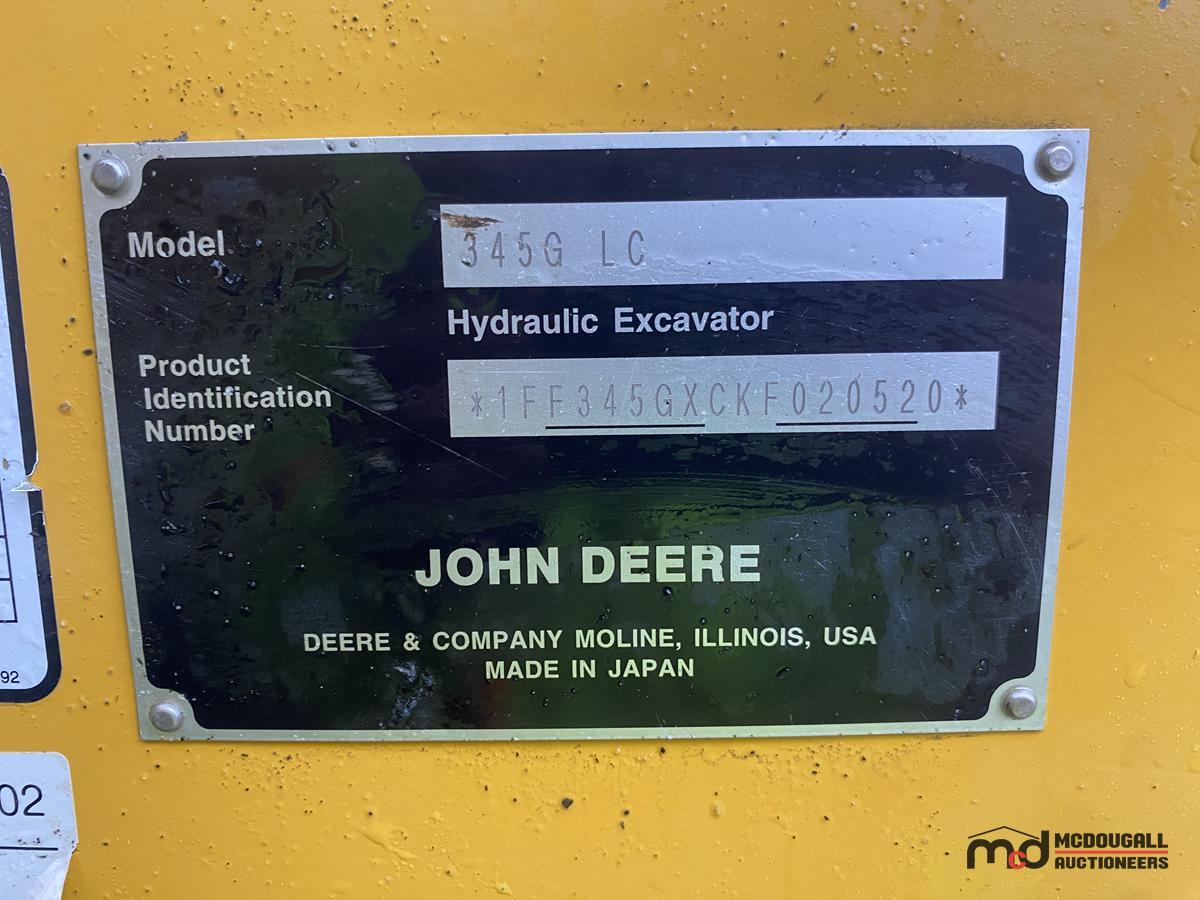 Model
345G LC
Hydraulic Excavator
Product
Identification
Number
*1FF345GXCKF020520*
JOHN DEERE
DEERE & COMPANY MOLINE, ILLINOIS, USA
MADE IN JAPAN
92
02
mcd MCDOUGALL
AUCTIONEERS